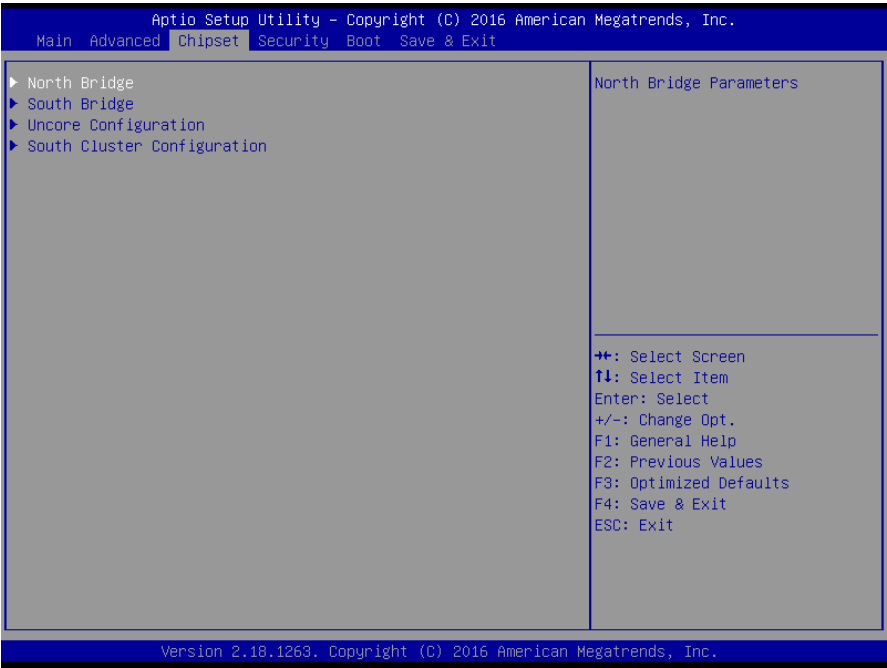 Aptio Setup Utility – Copyright (C) 2016 American Megatrends, Inc.
Main Advanced Chipset Security Boot Save & Exit
▶ North Bridge
▶ South Bridge
▶ Uncore Configuration
▶ South Cluster Configuration
North Bridge Parameters
→←: Select Screen
↑↓: Select Item
Enter: Select
+/-: Change Opt.
F1: General Help
F2: Previous Values
F3: Optimized Defaults
F4: Save & Exit
ESC: Exit
Version 2.18.1263. Copyright (C) 2016 American Megatrends, Inc.